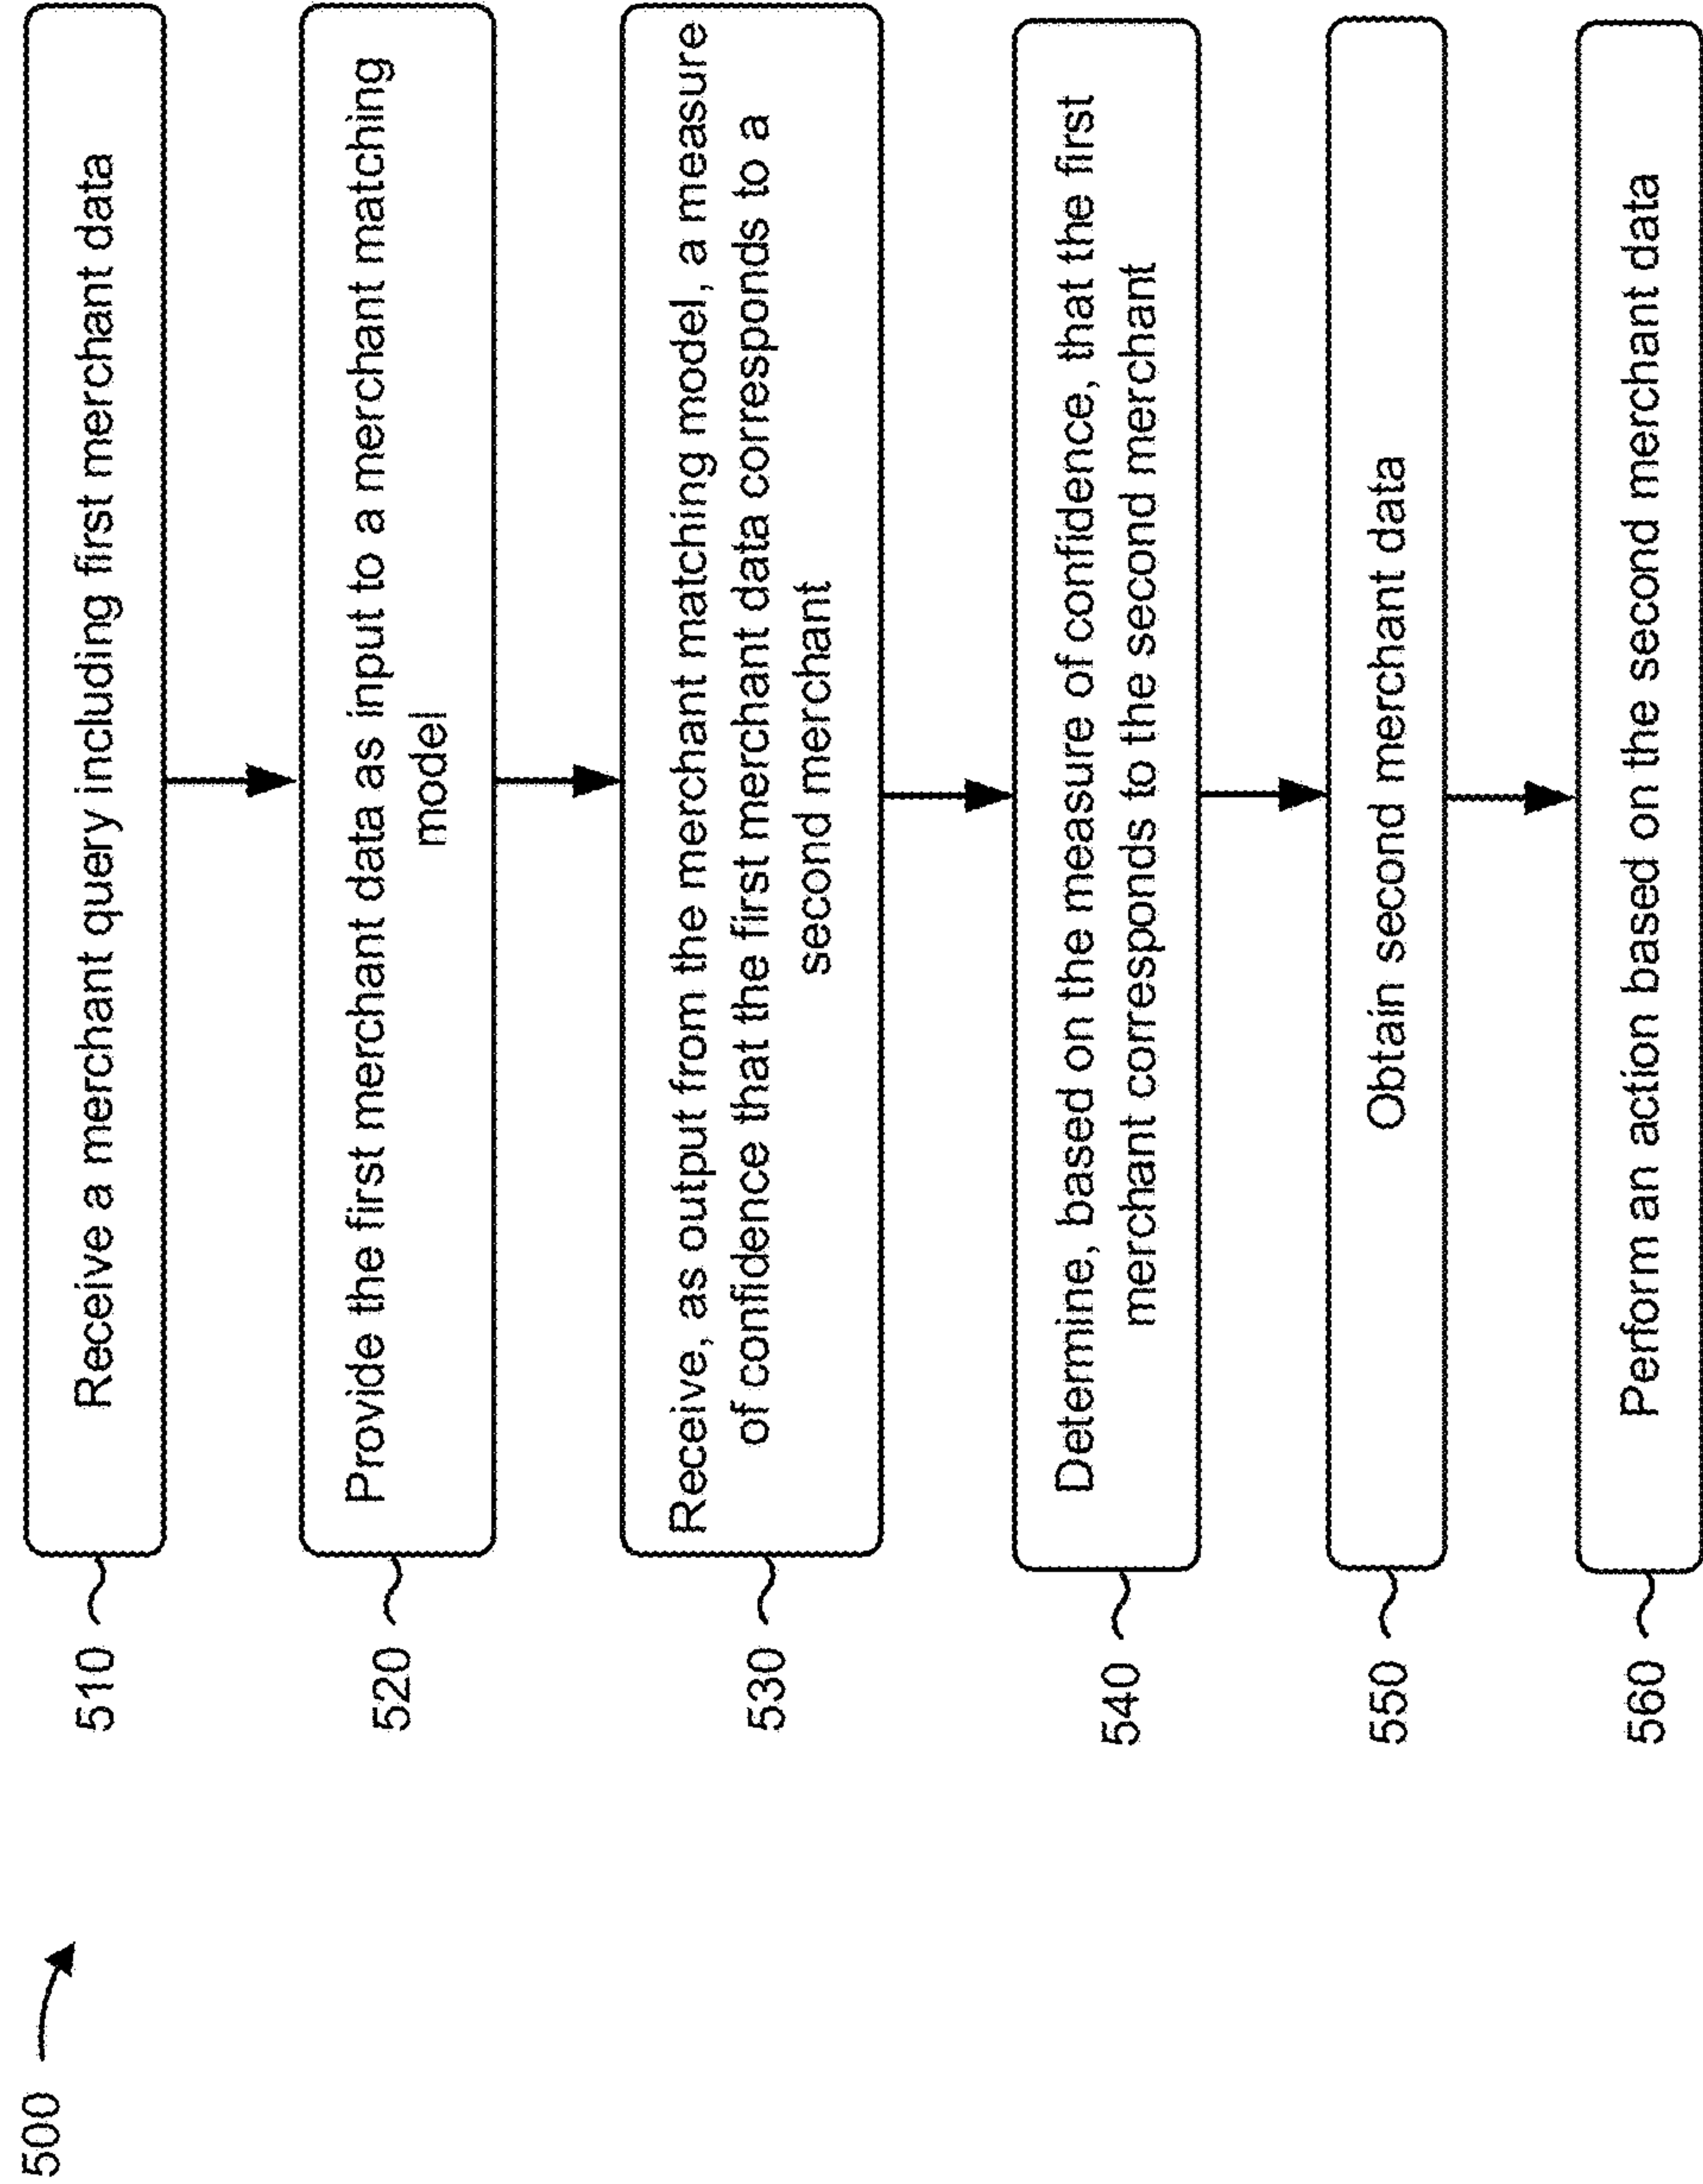 500
510
Receive a merchant query including first merchant data
520
Provide the first merchant data as input to a merchant matching
model
530
Receive, as output from the merchant matching model, a measure
of confidence that the first merchant data corresponds to a
second merchant
540
Determine, based on the measure of confidence, that the first
merchant corresponds to the second merchant
550
Obtain second merchant data
560
Perform an action based on the second merchant data